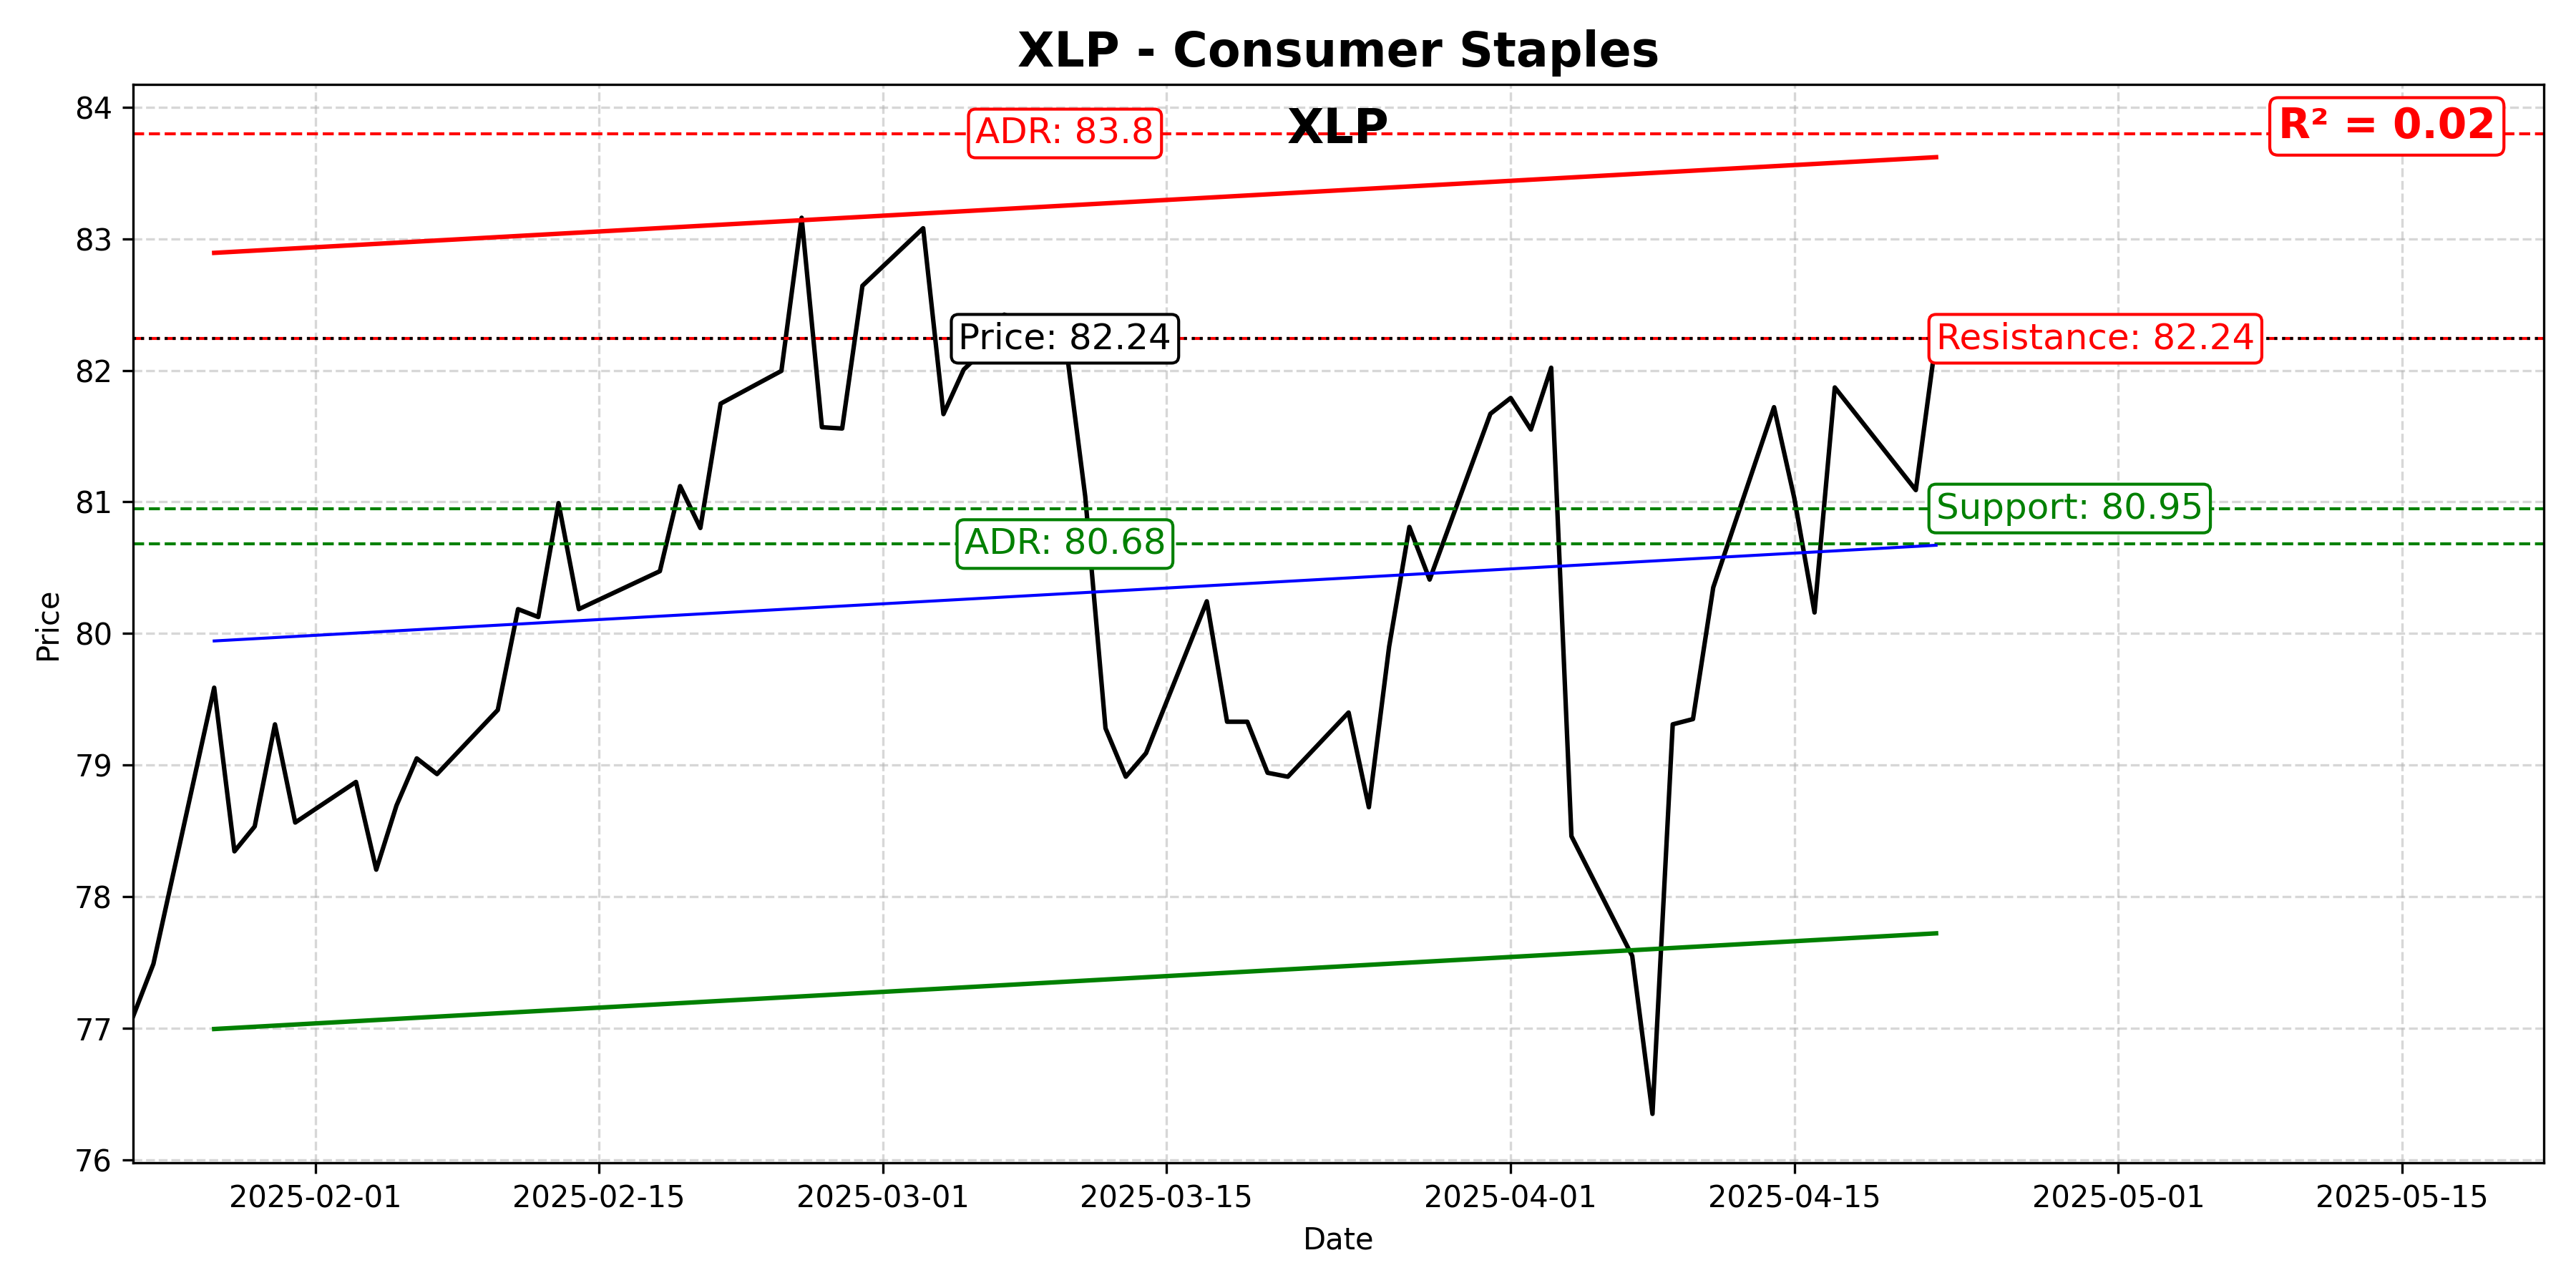 XLP - Consumer Staples
XLP
ADR: 83.8
R² = 0.02
Price: 82.24
Resistance: 82.24
Support: 80.95
ADR: 80.68
84
83
82
81
80
79
78
77
76
Price
2025-02-01
2025-02-15
2025-03-01
2025-03-15
2025-04-01
2025-04-15
2025-05-01
2025-05-15
Date